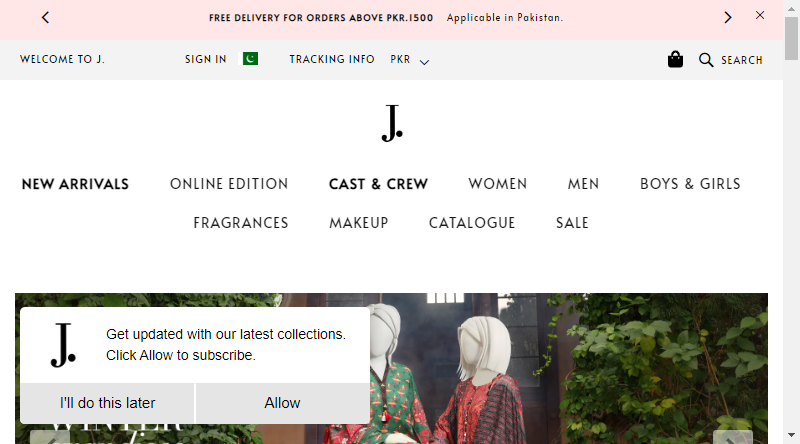 FREE DELIVERY FOR ORDERS ABOVE PKR.1500 Applicable in Pakistan.
WELCOME TO J. SIGN IN TRACKING INFO PKR SEARCH
J.
NEW ARRIVALS ONLINE EDITION CAST & CREW WOMEN MEN BOYS & GIRLS
FRAGRANCES MAKEUP CATALOGUE SALE
J.
Get updated with our latest collections.
Click Allow to subscribe.
I'll do this later Allow
WINTER